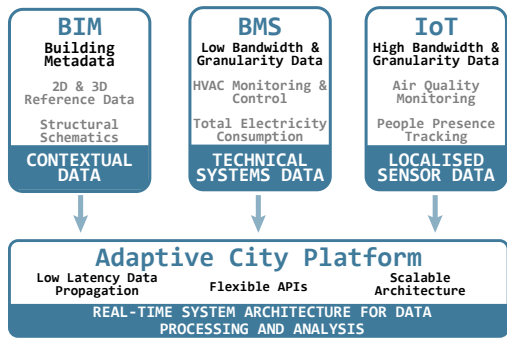 BIM
Building
Metadata
2D & 3D
Reference Data
Structural
Schematics
CONTEXTUAL
DATA
BMS
Low Bandwidth &
Granularity Data
HVAC Monitoring &
Control
Total Electricity
Consumption
TECHNICAL
SYSTEMS DATA
IoT
High Bandwidth &
Granularity Data
Air Quality
Monitoring
People Presence
Tracking
LOCALISED
SENSOR DATA
Adaptive City Platform
Low Latency Data
Propagation
Flexible APIs
Scalable
Architecture
REAL-TIME SYSTEM ARCHITECTURE FOR DATA
PROCESSING AND ANALYSIS